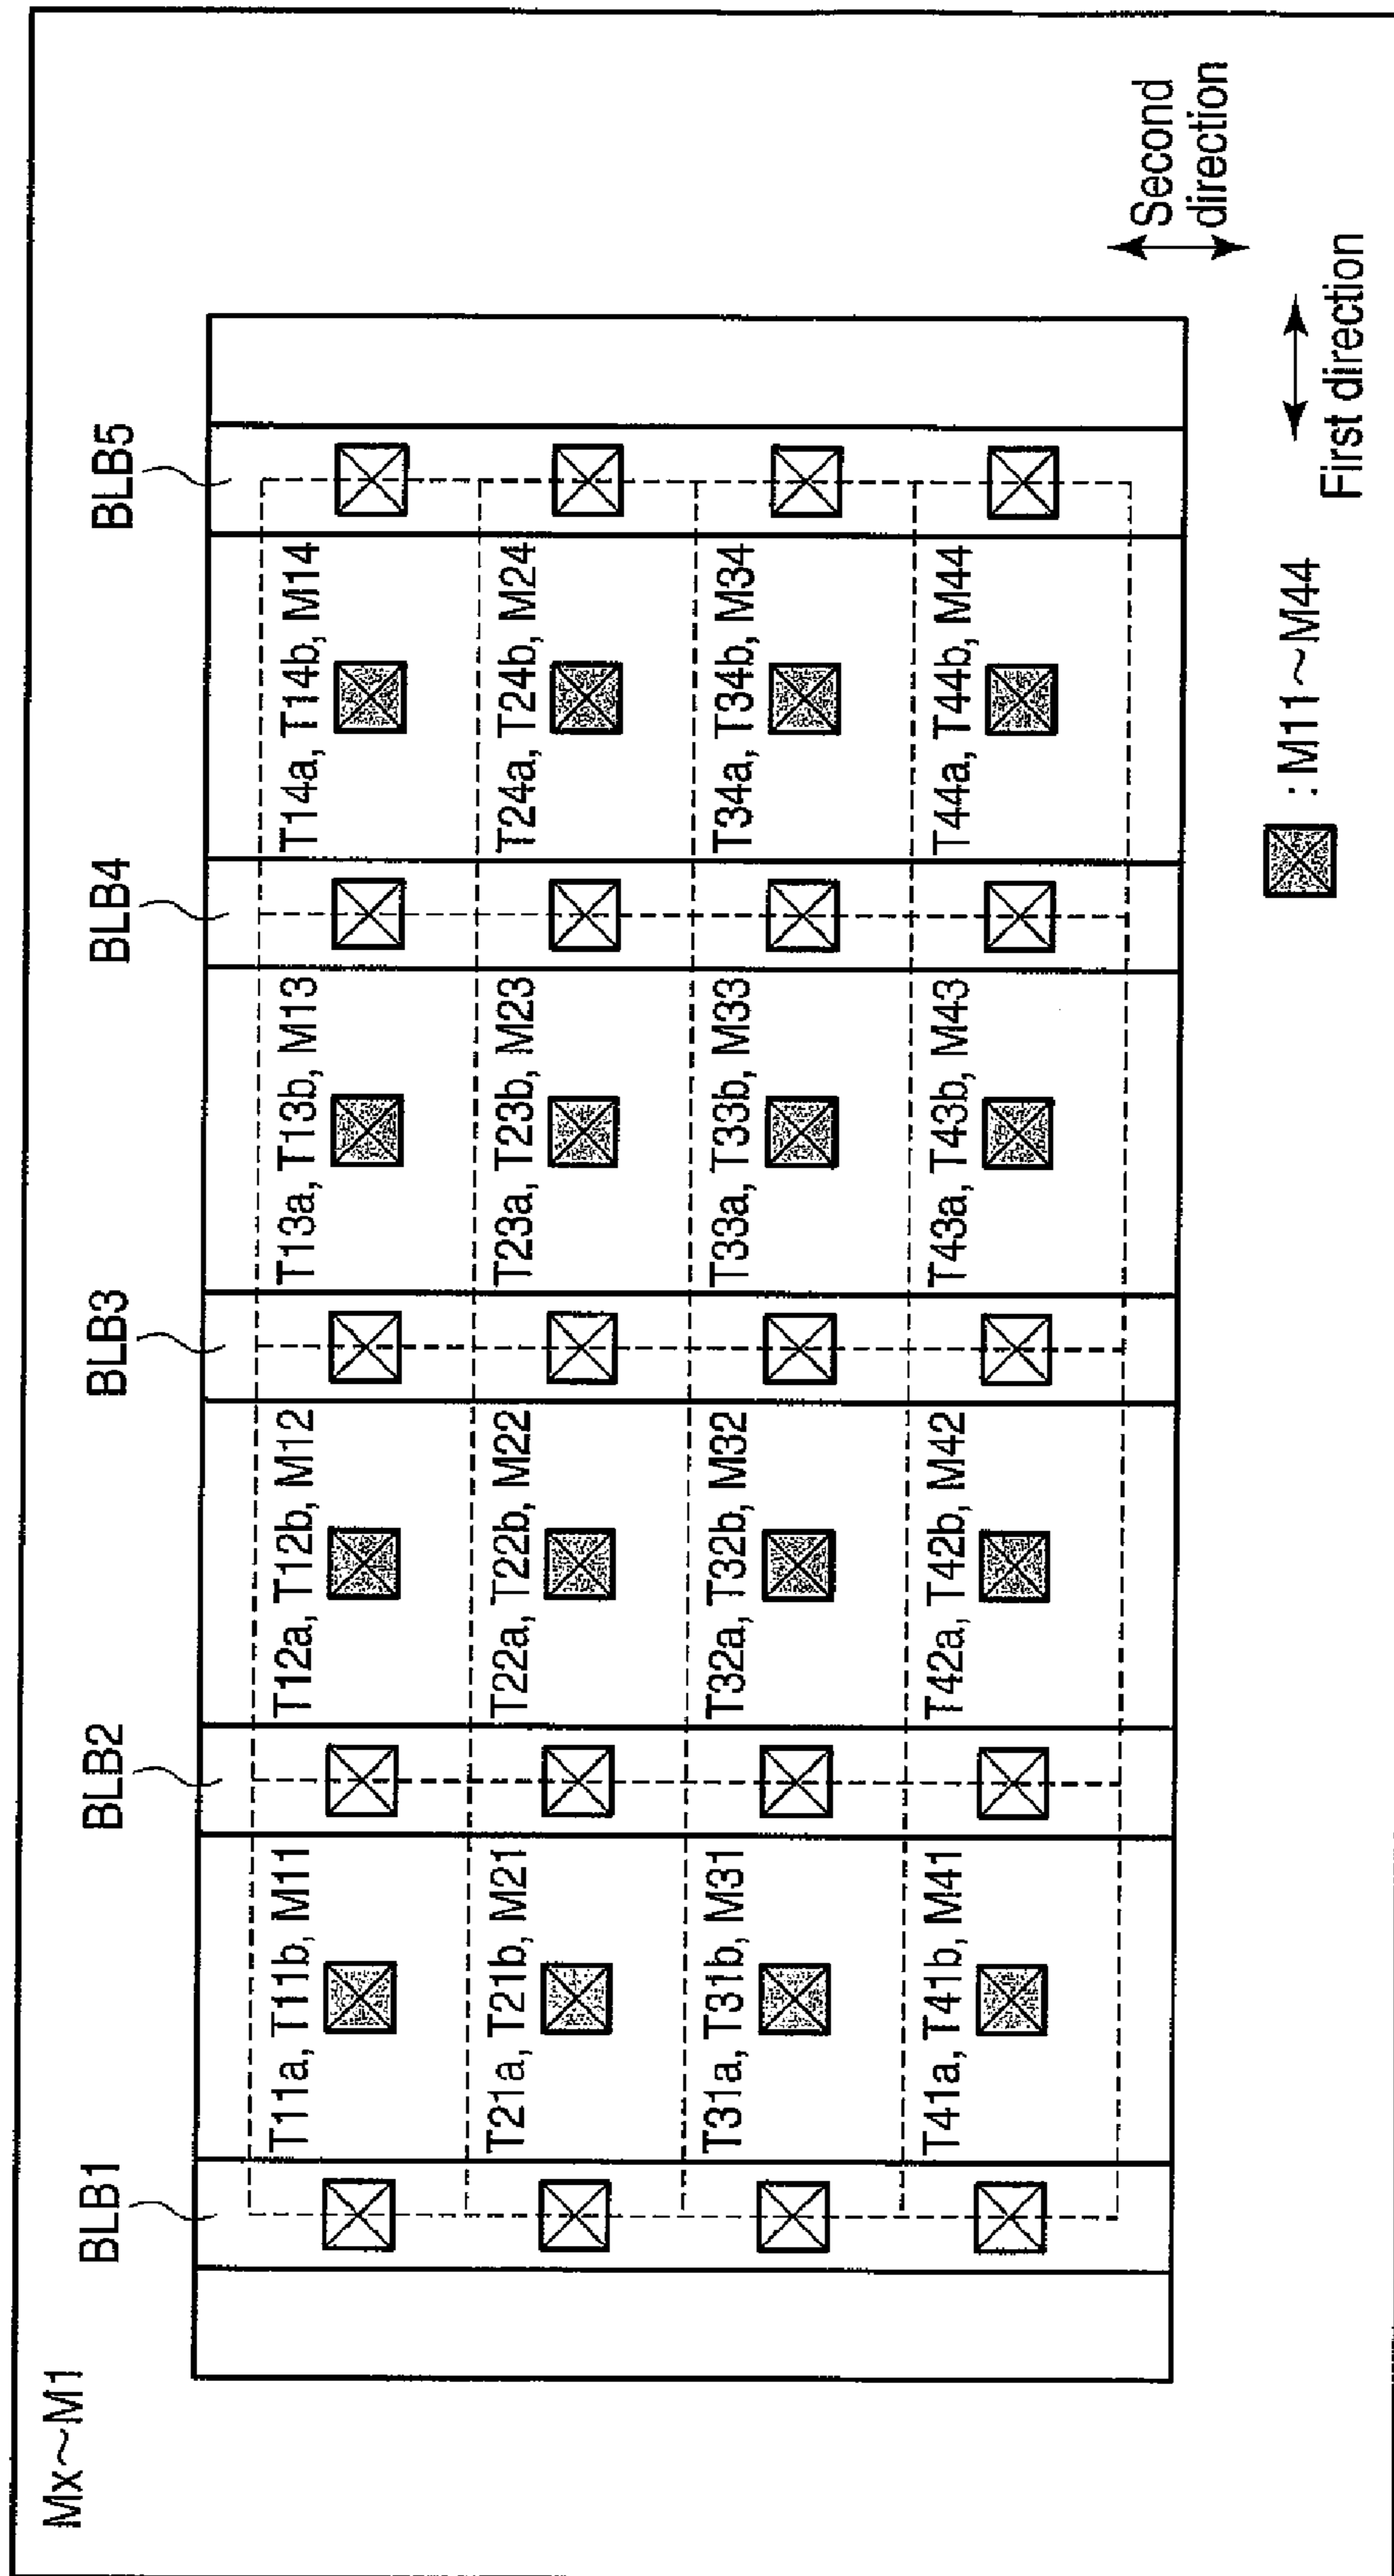 Mx~M1
BLB1
BLB2
BLB3
BLB4
BLB5
T11a, T11b, M11
T12a, T12b, M12
T13a, T13b, M13
T14a, T14b, M14
T21a, T21b, M21
T22a, T22b, M22
T23a, T23b, M23
T24a, T24b, M24
T31a, T31b, M31
T32a, T32b, M32
T33a, T33b, M33
T34a, T34b, M34
T41a, T41b, M41
T42a, T42b, M42
T43a, T43b, M43
T44a, T44b, M44
Second
direction
First direction
: M11~M44